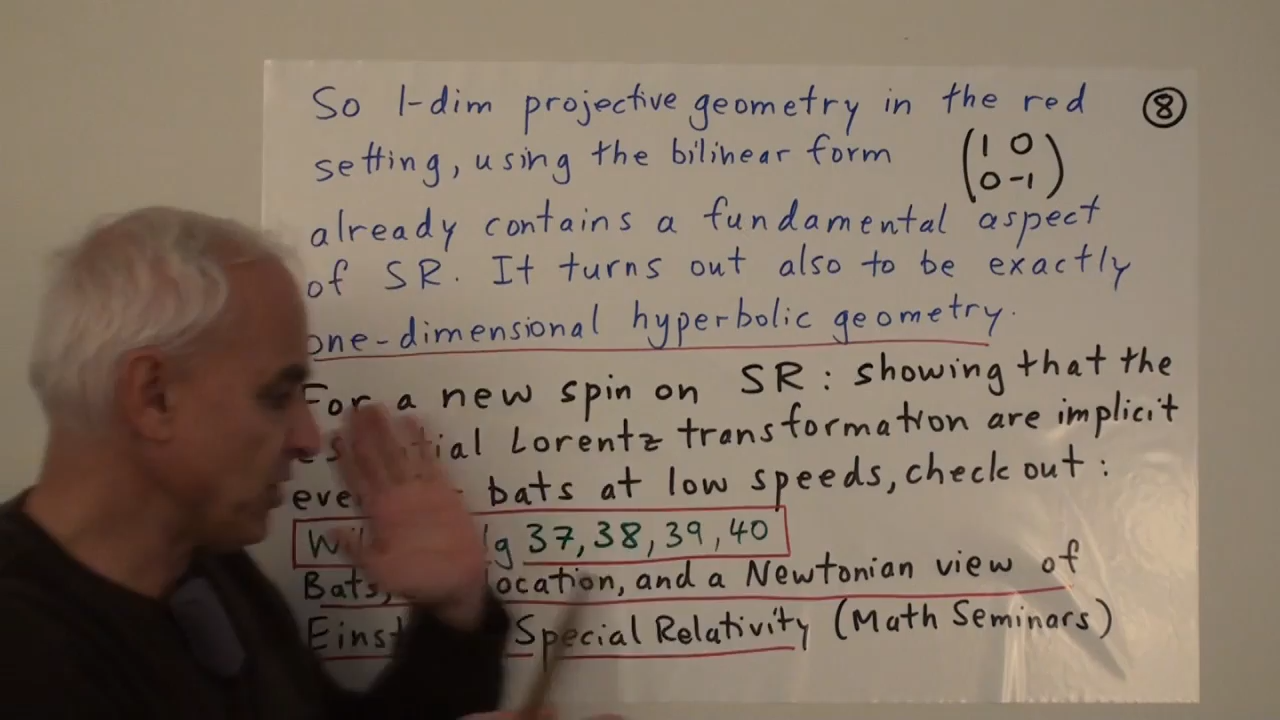 So 1-dim projective geometry in the red
8
setting, using the bilinear form
1 0
0 -1
already contains a fundamental aspect
of SR. It turns out also to be exactly
one-dimensional hyperbolic geometry.
For a new spin on SR: showing that the
Lorentz transformation are implicit
bats at low speeds, check out:
37, 38, 39, 40
Bats, and a Newtonian view of
Special Relativity (Math Seminars)